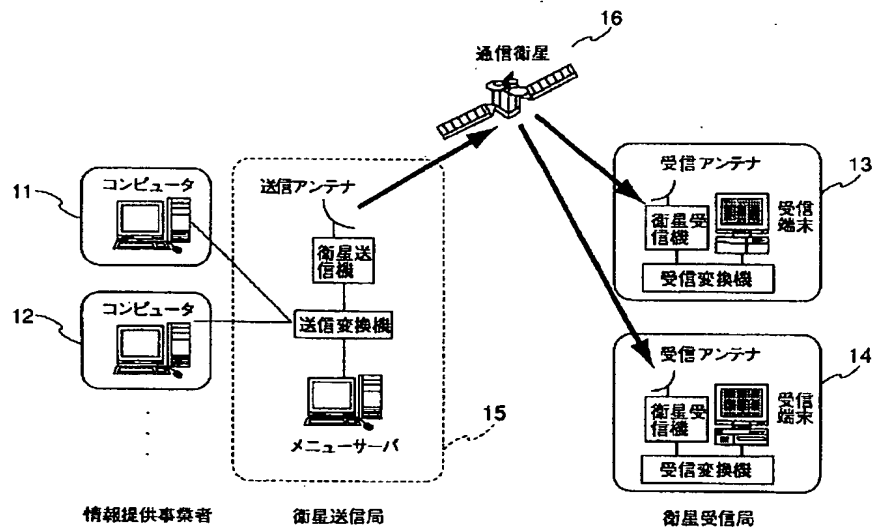 16
通信衛星
11
コンピュータ
12
コンピュータ
送信アンテナ
衛星送
信機
送信変換機
メニューサーバ
15
受信アンテナ
13
衛星受
信機
受信
端末
受信変換機
受信アンテナ
14
衛星受
信機
受信
端末
受信変換機
情報提供事業者
衛星送信局
衛星受信局